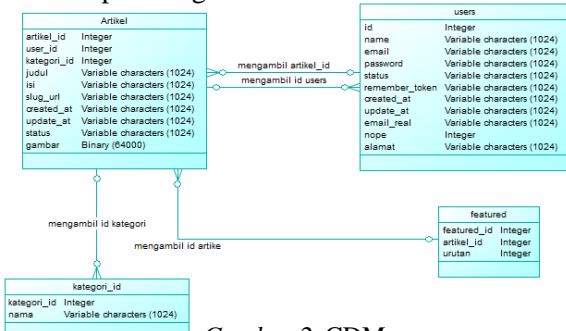 Artikel
artikel_id Integer
user_id Integer
kategori_id Integer
judul Variable characters (1024)
isi Variable characters (1024)
slug_url Variable characters (1024)
created_at Variable characters (1024)
update_at Variable characters (1024)
status Variable characters (1024)
gambar Binary (64000)
users
id Integer
name Variable characters (1024)
email Variable characters (1024)
password Variable characters (1024)
status Variable characters (1024)
remember_token Variable characters (1024)
created_at Variable characters (1024)
update_at Variable characters (1024)
email_real Variable characters (1024)
nope Integer
alamat Variable characters (1024)
mengambil artikel_id
mengambil id users
mengambil id kategori
mengambil id artike
featured
featured_id Integer
artikel_id Integer
urutan Integer
kategori_id
kategori_id Integer
nama Variable characters (1024)
2 CDM